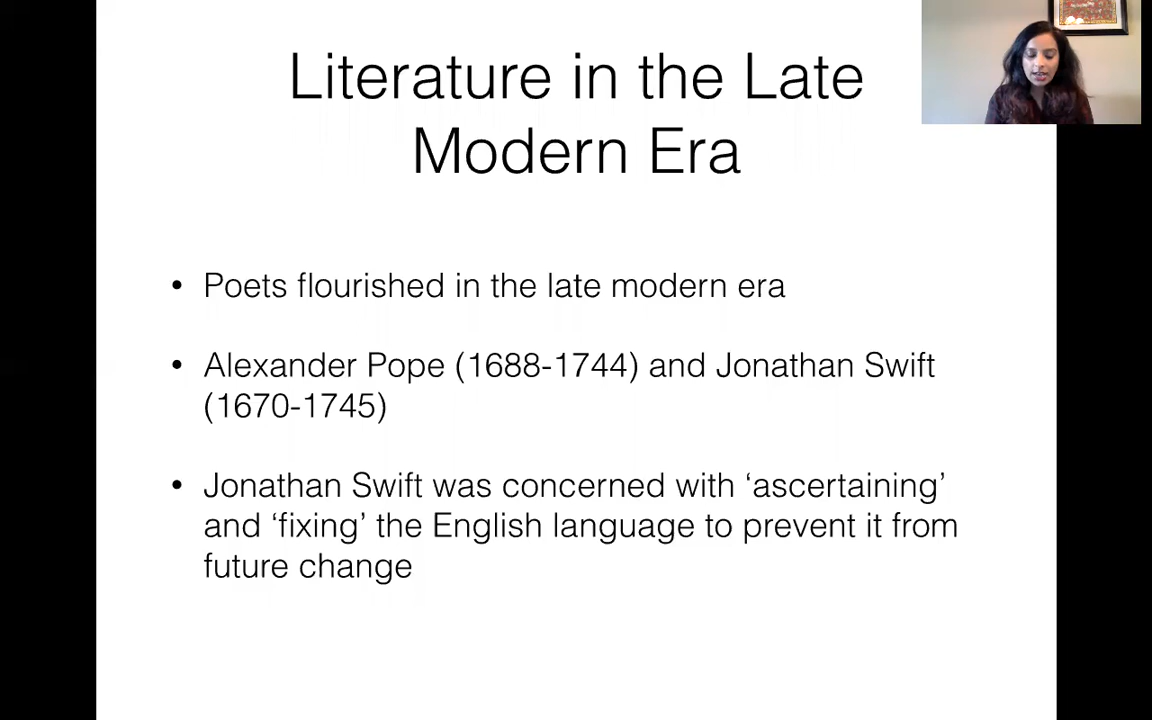 Literature in the Late
Modern Era
• Poets flourished in the late modern era
• Alexander Pope (1688-1744) and Jonathan Swift
(1670-1745)
• Jonathan Swift was concerned with ‘ascertaining’
and ‘fixing’ the English language to prevent it from
future change